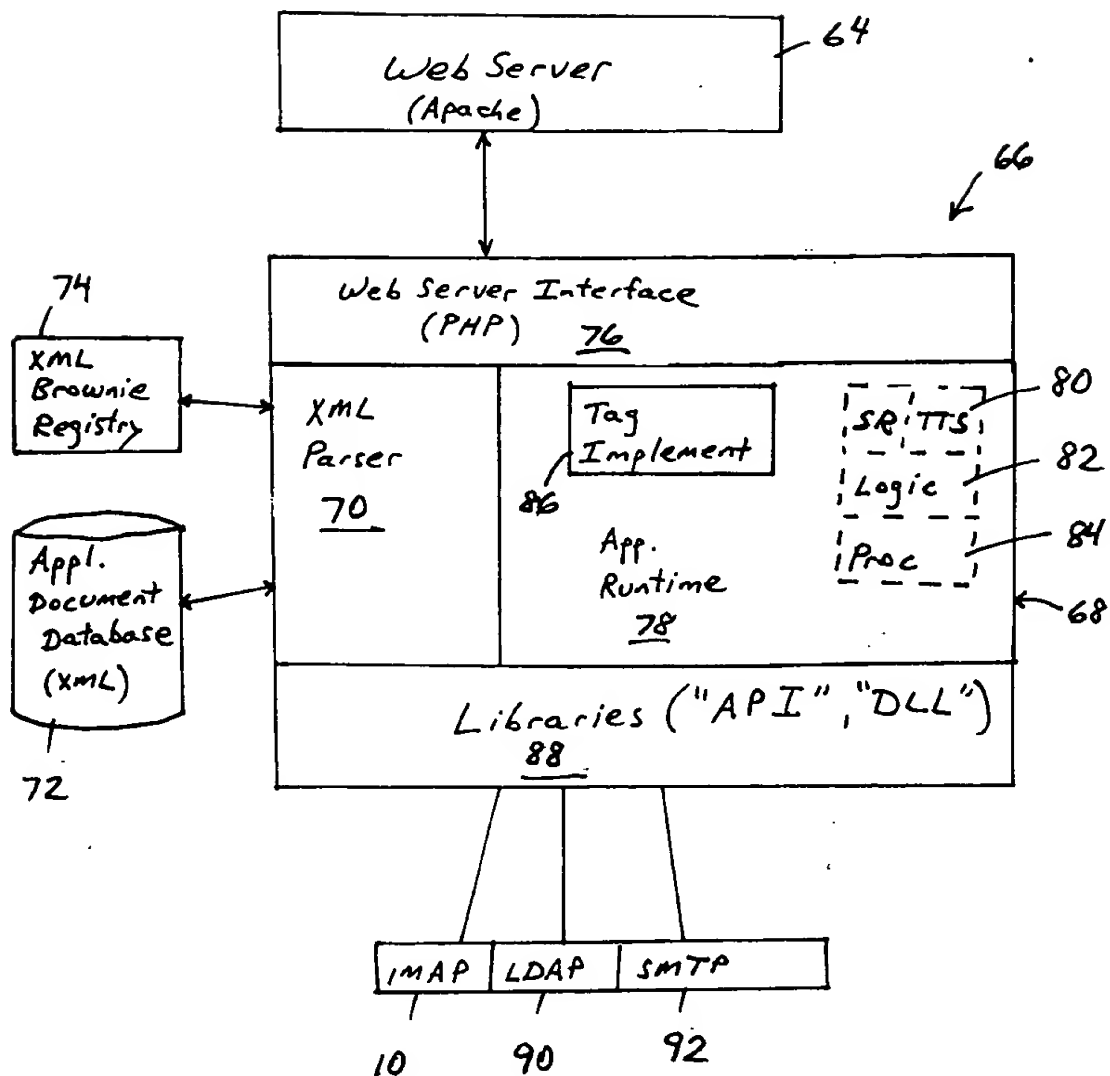 Web Server
(Apache)
64
66
74
XML
Brownie
Registry
Web Server Interface
(PHP) 76
XML
Parser
70
Tag
Implement
86
SR TTS
80
Logic
82
Proc
84
App.
Runtime
78
68
Appl.
Document
Database
(XML)
72
Libraries ("API","DLL")
88
IMAP LDAP SMTP
10 90 92